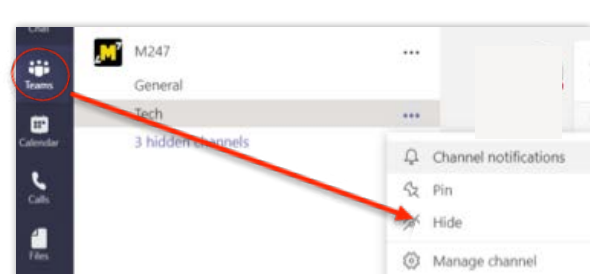 Chat
Teams
Calendar
Calls
Files
M247
General
Tech
3 hidden channels
Channel notifications
Pin
Hide
Manage channel